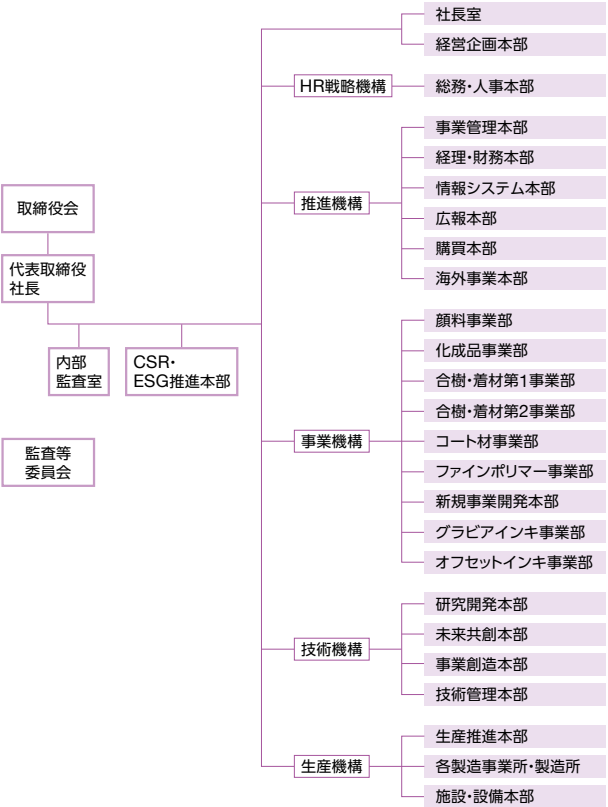 取締役会
代表取締役
社長
内部
監査室
CSR・
ESG推進本部
監査等
委員会
社長室
経営企画本部
HR戦略機構
総務・人事本部
推進機構
事業管理本部
経理・財務本部
情報システム本部
広報本部
購買本部
海外事業本部
事業機構
顔料事業部
化成品事業部
合樹・着材第1事業部
合樹・着材第2事業部
コート材事業部
ファインポリマー事業部
新規事業開発本部
グラビアインキ事業部
オフセットインキ事業部
技術機構
研究開発本部
未来共創本部
事業創造本部
技術管理本部
生産機構
生産推進本部
各製造事業所・製造所
施設・設備本部